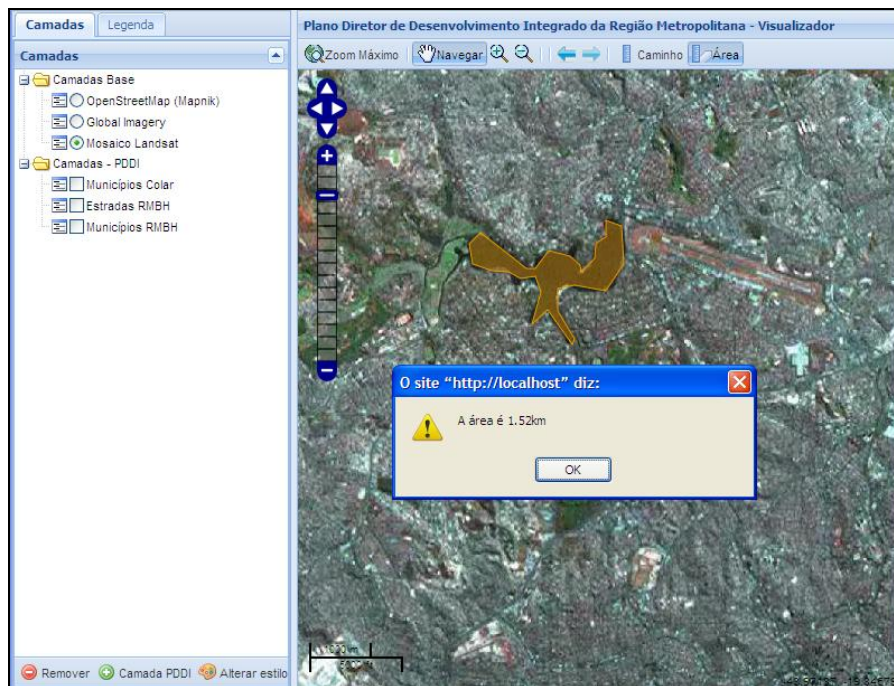 Camadas
Legenda
Camadas
Camadas Base
OpenStreetMap (Mapnik)
Global Imagery
Mosaico Landsat
Camadas - PDDI
Municípios Colar
Estradas RMBH
Municípios RMBH
Remover
Camada PDDI
Alterar estilo
Plano Diretor de Desenvolvimento Integrado da Região Metropolitana - Visualizador
Zoom Máximo
Navegar
Caminho
Área
O site "http://localhost" diz:
A área é 1.52km
OK